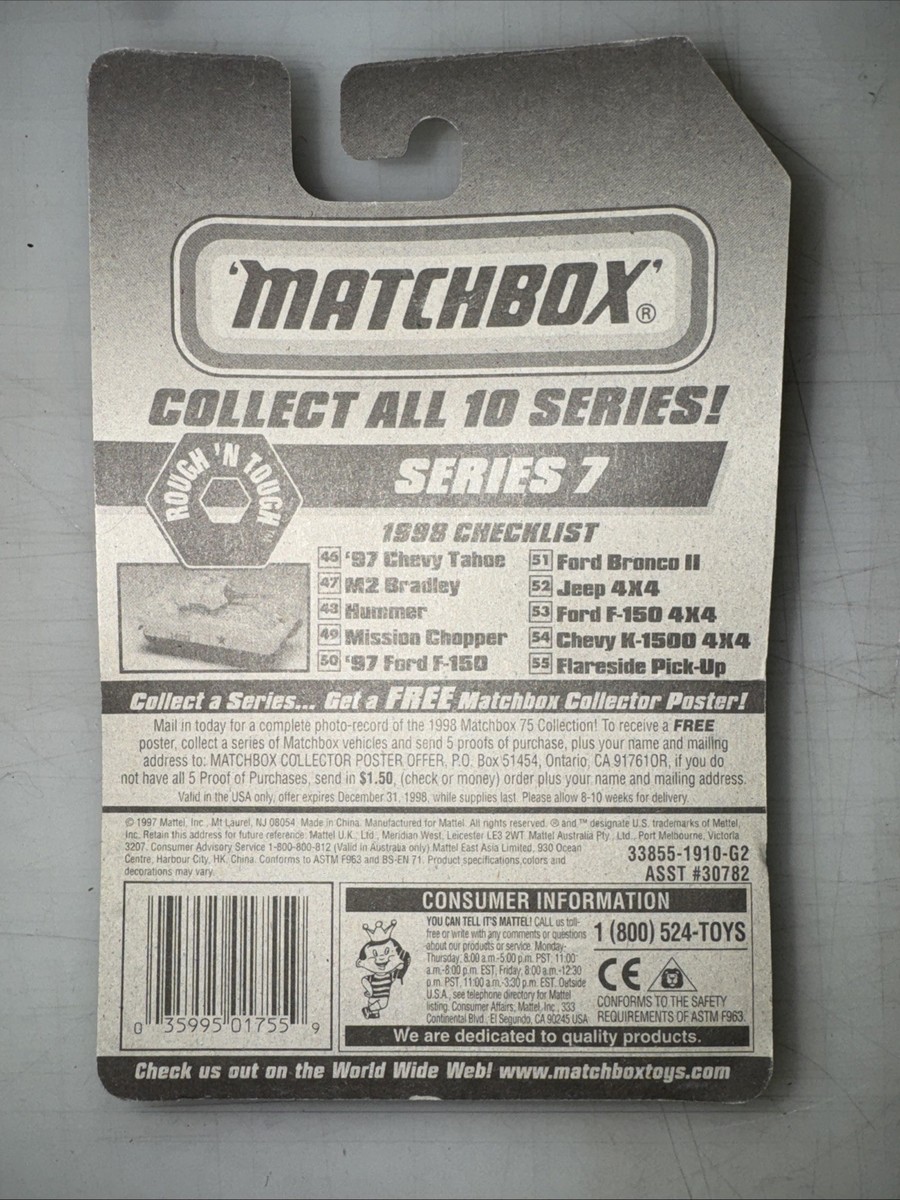 'MATCHBOX'®
COLLECT ALL 10 SERIES!
ROUGH 'N TOUGH™
SERIES 7
1998 CHECKLIST
46 '97 Chevy Tahoe
47 M2 Bradley
48 Hummer
49 Mission Chopper
50 '97 Ford F-150
51 Ford Bronco II
52 Jeep 4X4
53 Ford F-150 4X4
54 Chevy K-1500 4X4
55 Flareside Pick-Up
Collect a Series... Get a FREE Matchbox Collector Poster!
Mail in today for a complete photo-record of the 1998 Matchbox 75 Collection! To receive a FREE
poster, collect a series of Matchbox vehicles and send 5 proofs of purchase, plus your name and mailing
address to: MATCHBOX COLLECTOR POSTER OFFER, P.O. Box 51454, Ontario, CA 91761OR, if you do
not have all 5 Proof of Purchases, send in $1.50, (check or money) order plus your name and mailing address.
Valid in the USA only, offer expires December 31, 1998, while supplies last. Please allow 8-10 weeks for delivery.
© 1997 Mattel, Inc., Mt Laurel, NJ 08054. Made in China. Manufactured for Mattel. All rights reserved. ® and ™ designate U.S. trademarks of Mattel,
Inc. Retain this address for future reference: Mattel U.K., Ltd., Meridian West, Leicester LE3 2WT. Mattel Australia Pty., Ltd., Port Melbourne, Victoria
3207. Consumer Advisory Service 1-800-800-812 (Valid in Australia only). Mattel East Asia Limited, 930 Ocean
Centre, Harbour City, HK, China. Conforms to ASTM F963 and BS-EN 71. Product specifications,colors and
decorations may vary.
33855-1910-G2
ASST #30782
0 35995 01755 9
CONSUMER INFORMATION
YOU CAN TELL IT'S MATTEL! CALL us toll-
free or write with any comments or questions
about our products or service. Monday-
Thursday, 8:00 a.m.-5:00 p.m. PST, 11:00
a.m.-8:00 p.m. EST, Friday, 8:00 a.m.-12:30
p.m. PST, 11:00 a.m.-3:30 p.m. EST. Outside
U.S.A., see telephone directory for Mattel
listing. Consumer Affairs, Mattel, Inc., 333
Continental Blvd., El Segundo, CA 90245 USA
1 (800) 524-TOYS
CE
CONFORMS TO THE SAFETY
REQUIREMENTS OF ASTM F963.
We are dedicated to quality products.
Check us out on the World Wide Web! www.matchboxtoys.com